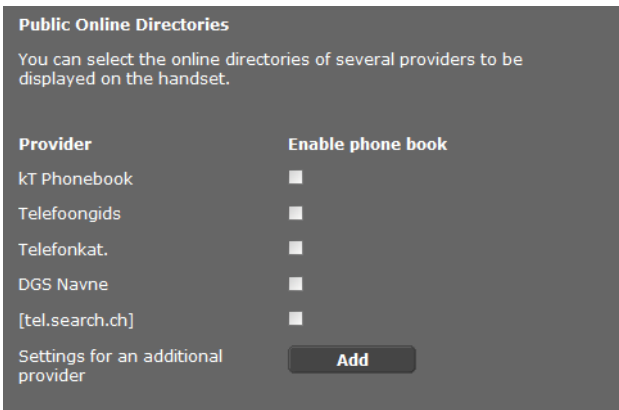 Public Online Directories
You can select the online directories of several providers to be
displayed on the handset.
Provider Enable phone book
kT Phonebook
Telefoongids
Telefonkat.
DGS Navne
[tel.search.ch]
Settings for an additional
provider
Add